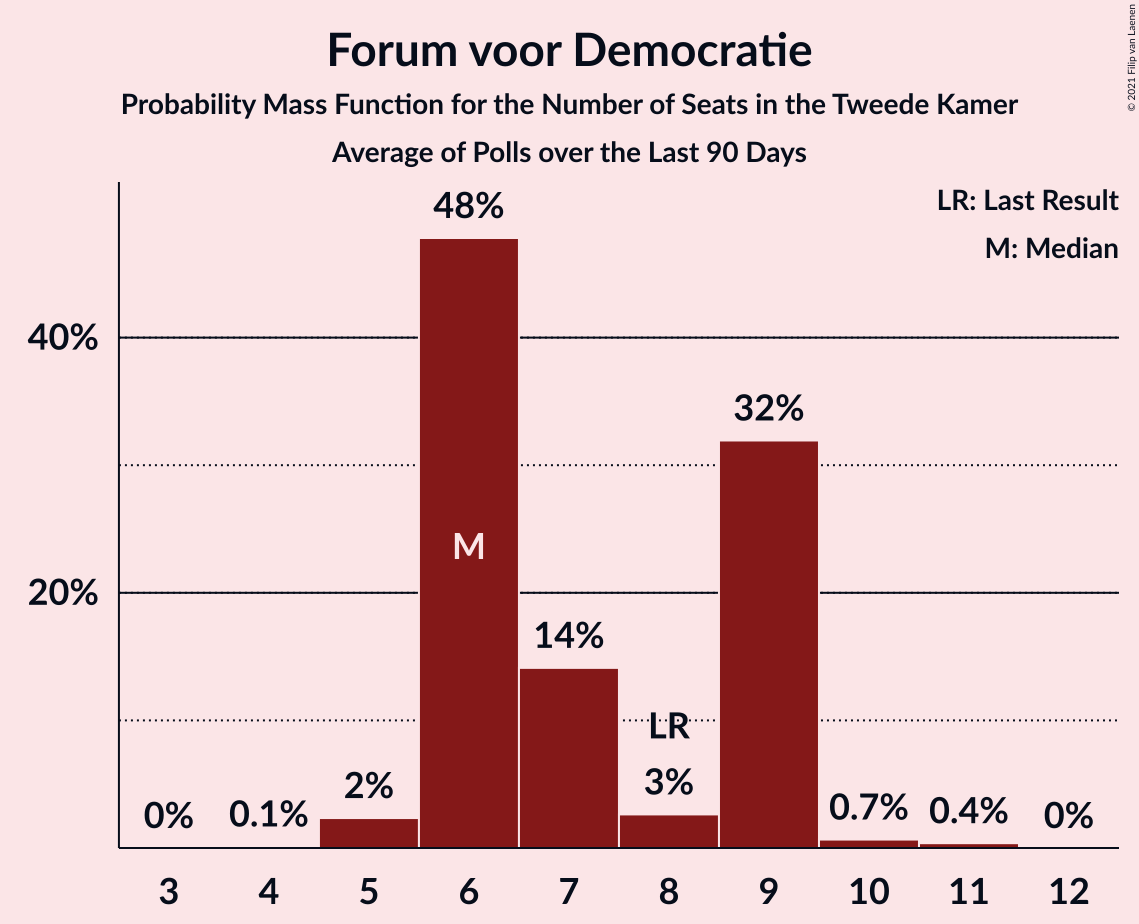 Forum voor Democratie
Probability Mass Function for the Number of Seats in the Tweede Kamer
Average of Polls over the Last 90 Days
© 2021 Filip van Laenen
LR: Last Result
M: Median
48%
40%
32%
M
20%
14%
LR
3%
2%
0%
0.1%
0.7%
0.4%
0%
3 4 5 6 7 8 9 10 11 12